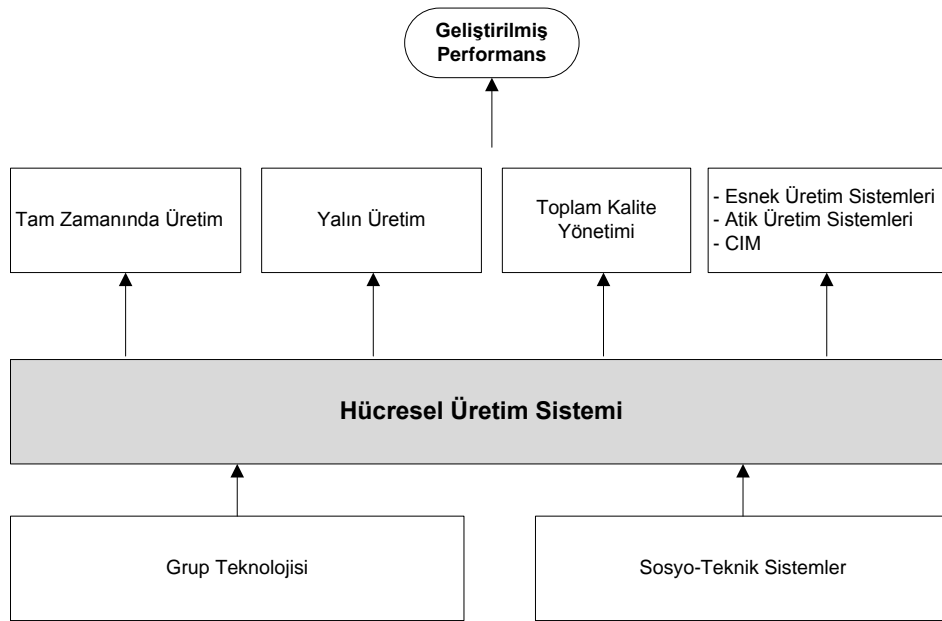 Geliştirilmiş
Performans
Tam Zamanında Üretim
Yalın Üretim
Toplam Kalite
Yönetimi
- Esnek Üretim Sistemleri
- Atik Üretim Sistemleri
- CIM
Hücresel Üretim Sistemi
Grup Teknolojisi
Sosyo-Teknik Sistemler